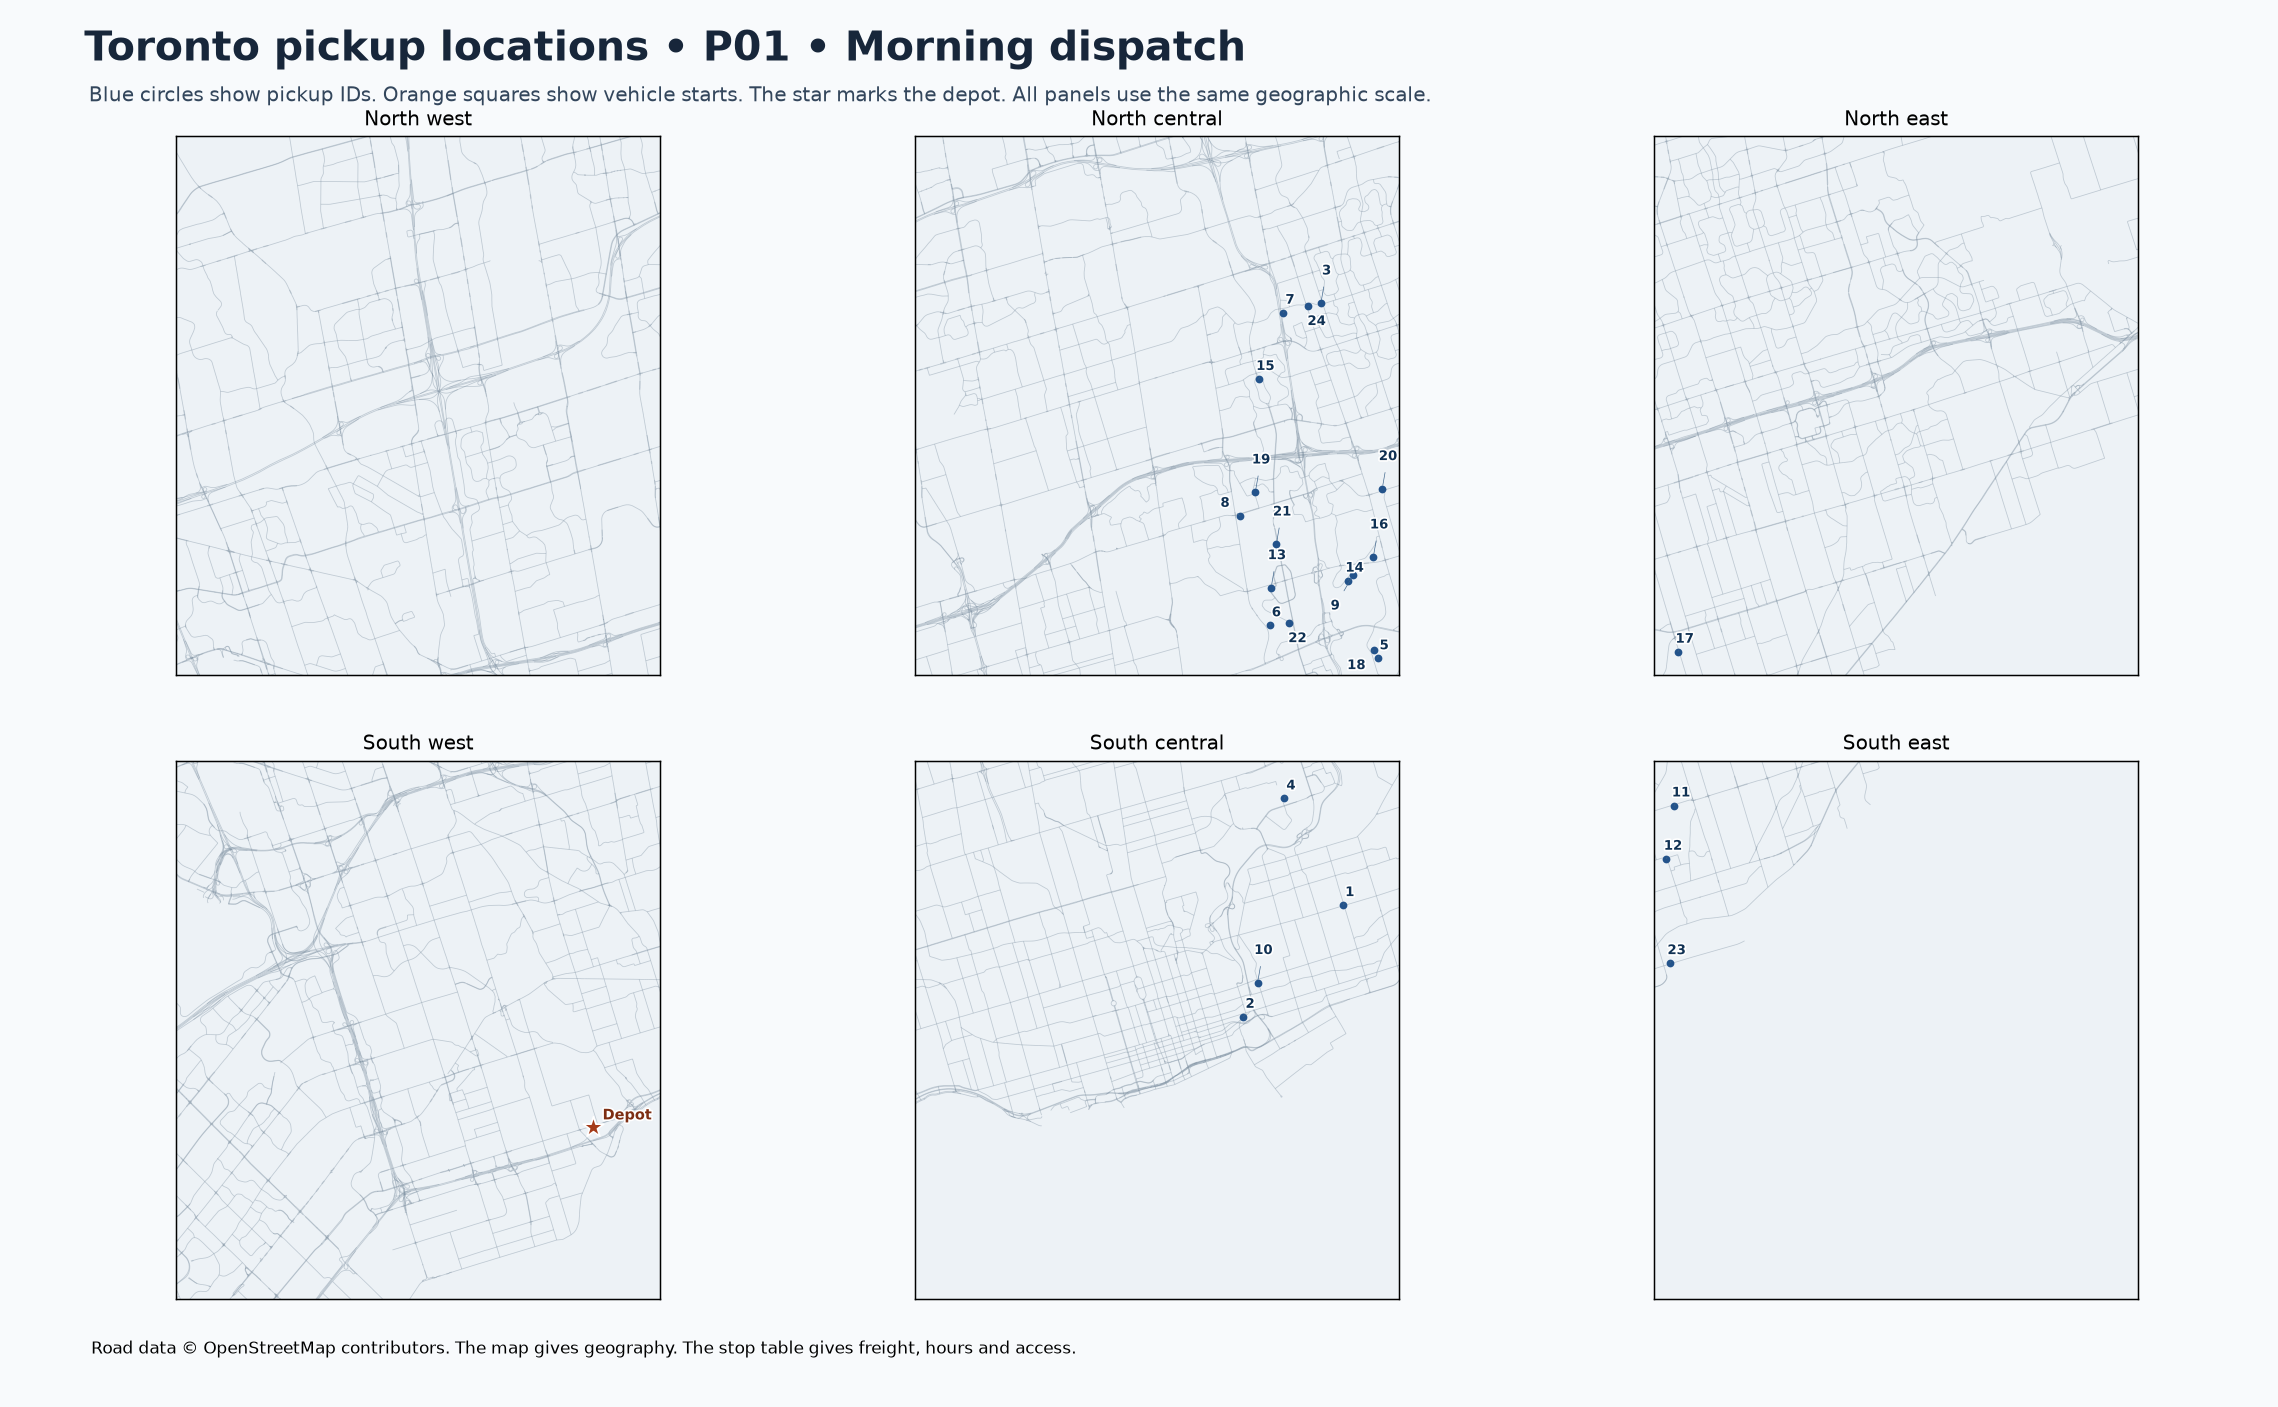 Toronto pickup locations • P01 • Morning dispatch
Blue circles show pickup IDs. Orange squares show vehicle starts. The star marks the depot. All panels use the same geographic scale.
North west
North central
North east
3
7
24
15
19
20
8
21
16
13
14
9
6
22
5
18
17
South west
South central
South east
4
11
12
1
10
23
2
Depot
Road data © OpenStreetMap contributors. The map gives geography. The stop table gives freight, hours and access.